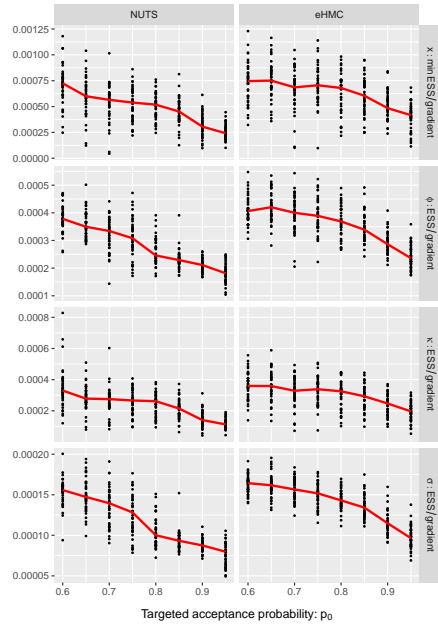 NUTS eHMC
0.00125
0.00100
0.00075
0.00050
0.00025
0.00000
x: minESS/gradient
0.0005
0.0004
0.0003
0.0002
0.0001
φ: ESS/gradient
0.0008
0.0006
0.0004
0.0002
κ: ESS/gradient
0.00020
0.00015
0.00010
0.00005
σ: ESS/gradient
0.6 0.7 0.8 0.9 0.6 0.7 0.8 0.9
Targeted acceptance probability: p₀